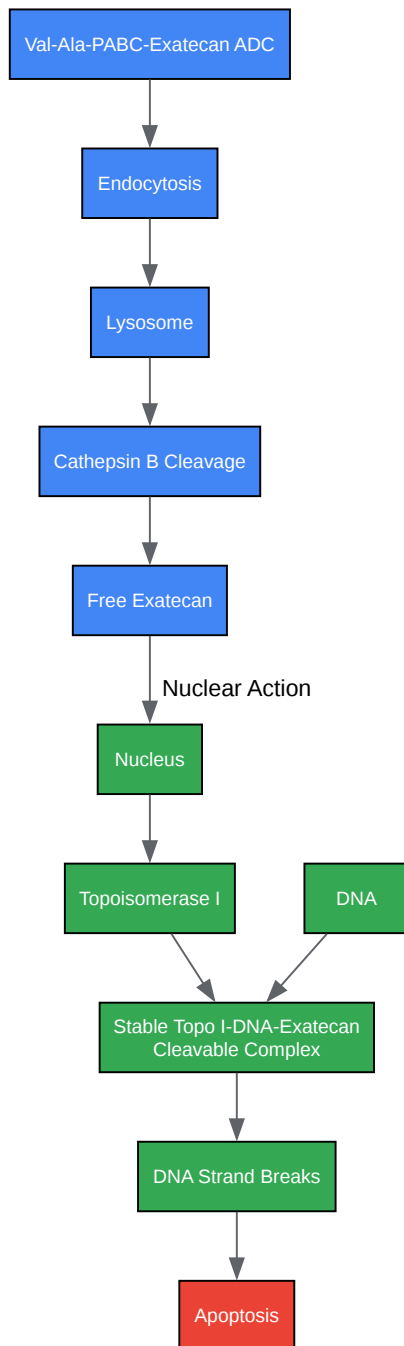 Val-Ala-PABC-Exatecan ADC
Endocytosis
Lysosome
Cathepsin B Cleavage
Free Exatecan
Nuclear Action
Nucleus
Topoisomerase I
DNA
Stable Topo I-DNA-Exatecan
Cleavable Complex
DNA Strand Breaks
Apoptosis